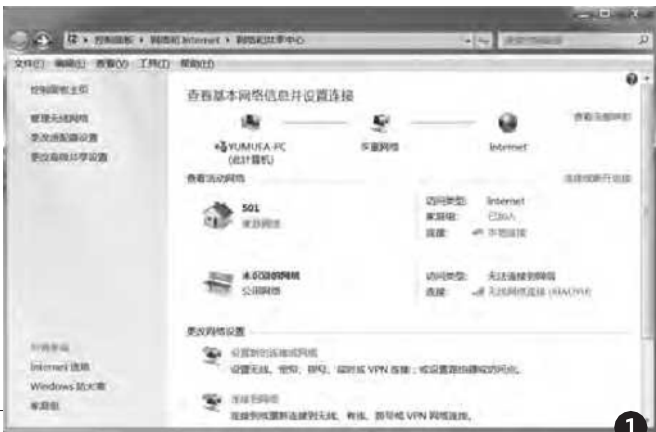 控制面板 ▸ 网络和 Internet ▸ 网络和共享中心
文件(F) 编辑(E) 查看(V) 工具(T) 帮助(H)
控制面板主页
管理无线网络
更改适配器设置
更改高级共享设置
查看基本网络信息并设置连接
查看完整映射
YUMUFA-PC
(此计算机)
多重网络
Internet
查看活动网络
连接或断开连接
501
家庭网络
访问类型: Internet
家庭组: 已加入
连接: 本地连接
未识别的网络
公用网络
访问类型: 无法连接到网络
连接: 无线网络连接
更改网络设置
设置新的连接或网络
设置无线、宽带、拨号、临时或 VPN 连接；或设置路由器或访问点。
连接到网络
连接到或重新连接到无线、有线、拨号或 VPN 网络连接。
另请参阅
Internet 选项
Windows 防火墙
家庭组
1